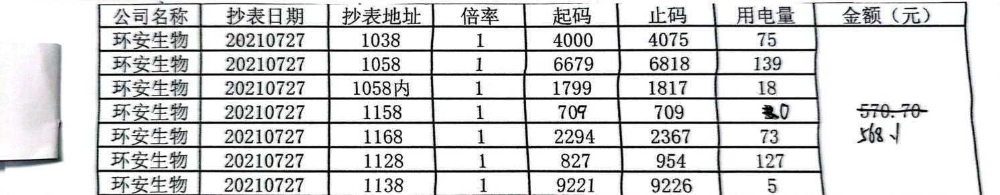 公司名称 抄表日期 抄表地址 倍率 起码 止码 用电量 金额（元）
环安生物 20210727 1038 1 4000 4075 75
环安生物 20210727 1058 1 6679 6818 139
环安生物 20210727 1058内 1 1799 1817 18
环安生物 20210727 1158 1 709 709 0 570.70
环安生物 20210727 1168 1 2294 2367 73 568.1
环安生物 20210727 1128 1 827 954 127
环安生物 20210727 1138 1 9221 9226 5